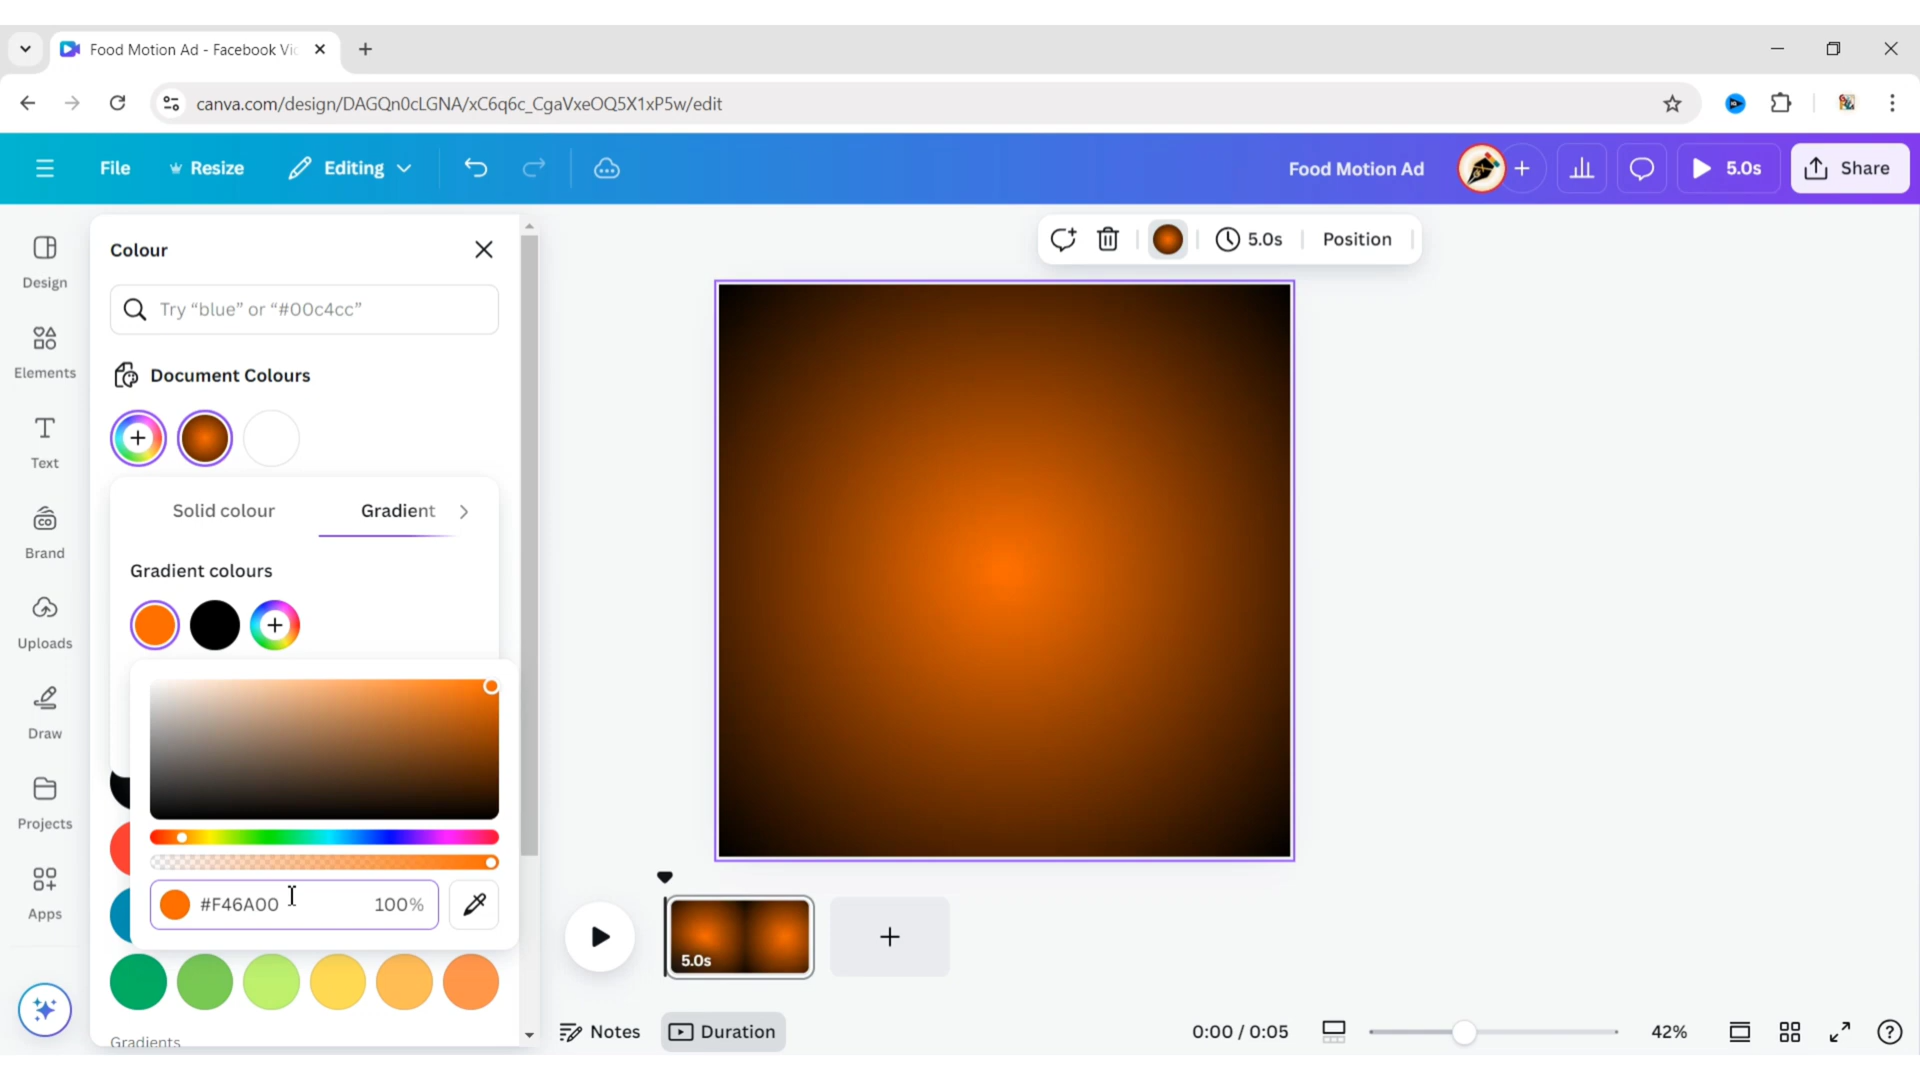 Food Motion Ad - Facebook Vic
canva.com/design/DAGQn0cLGNA/xC6q6c_CgaVxeOQ5X1xP5w/edit
File
Resize
Editing
Food Motion Ad
5.0s
Share
Design
Elements
Text
Brand
Uploads
Draw
Projects
Apps
Colour
Try “blue” or “#00c4cc”
Document Colours
Solid colour
Gradient
Gradient colours
#F46A00
100%
Gradients
5.0s
Position
5.0s
Notes
Duration
0:00 / 0:05
42%